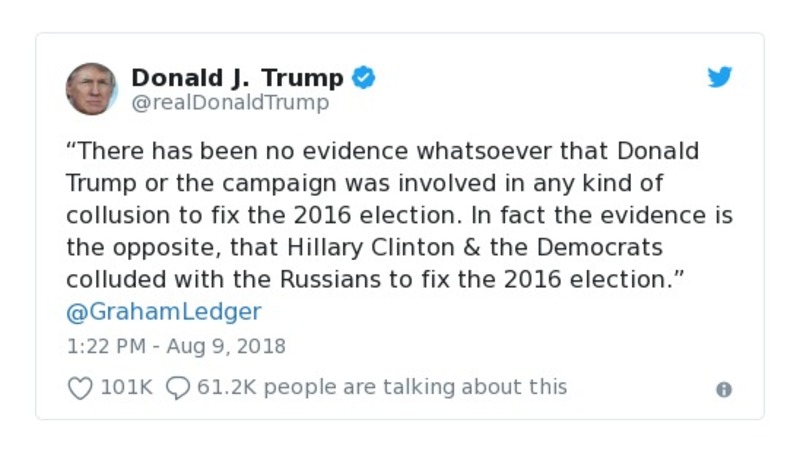 Donald J. Trump
@realDonaldTrump
“There has been no evidence whatsoever that Donald
Trump or the campaign was involved in any kind of
collusion to fix the 2016 election. In fact the evidence is
the opposite, that Hillary Clinton & the Democrats
colluded with the Russians to fix the 2016 election.”
@GrahamLedger
1:22 PM - Aug 9, 2018
101K 61.2K people are talking about this